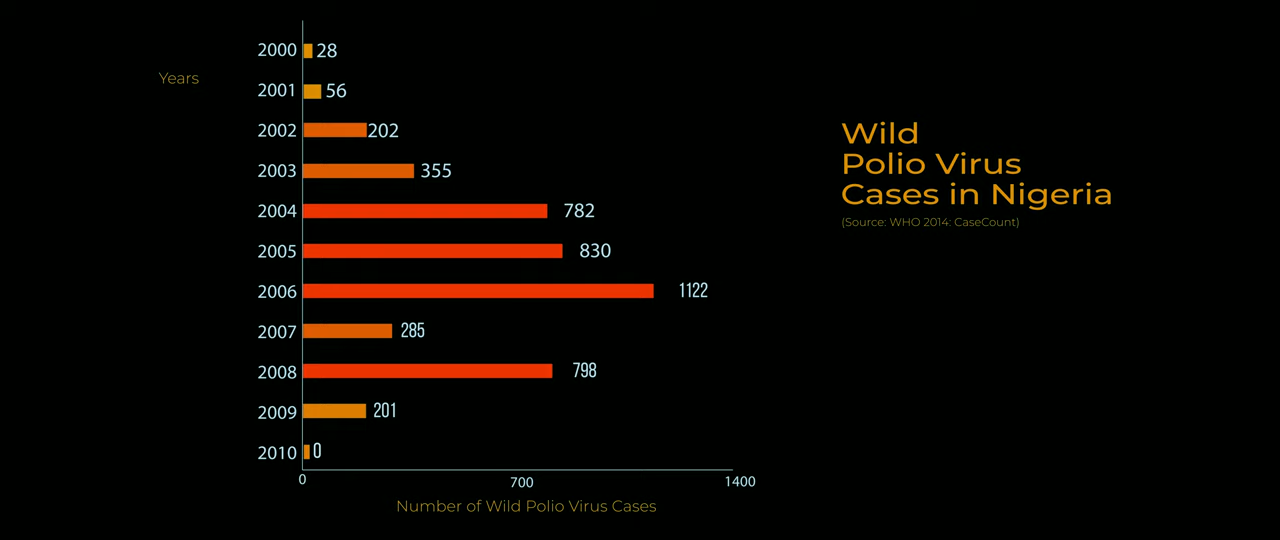 2000 28
Years
2001 56
2002 202
2003 355
2004 782
2005 830
2006 1122
2007 285
2008 798
2009 201
2010 0
0 700 1400
Number of Wild Polio Virus Cases
Wild
Polio Virus
Cases in Nigeria
(Source: WHO 2014: CaseCount)